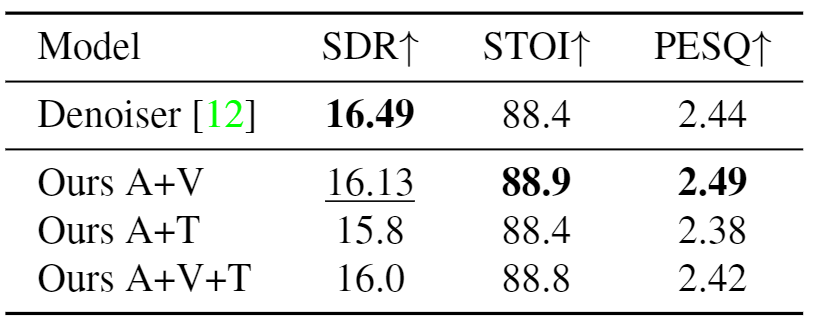 Model SDR↑ STOI↑ PESQ↑
Denoiser [12] 16.49 88.4 2.44
Ours A+V 16.13 88.9 2.49
Ours A+T 15.8 88.4 2.38
Ours A+V+T 16.0 88.8 2.42